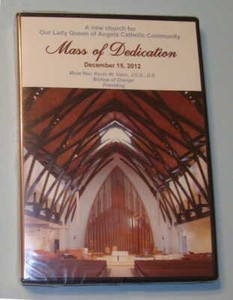 A new church for
Our Lady Queen of Angels Catholic Community
Mass of Dedication
December 15, 2012
Most Rev. Kevin W. Vann, J.C.D., D.D.
Bishop of Orange
Presiding